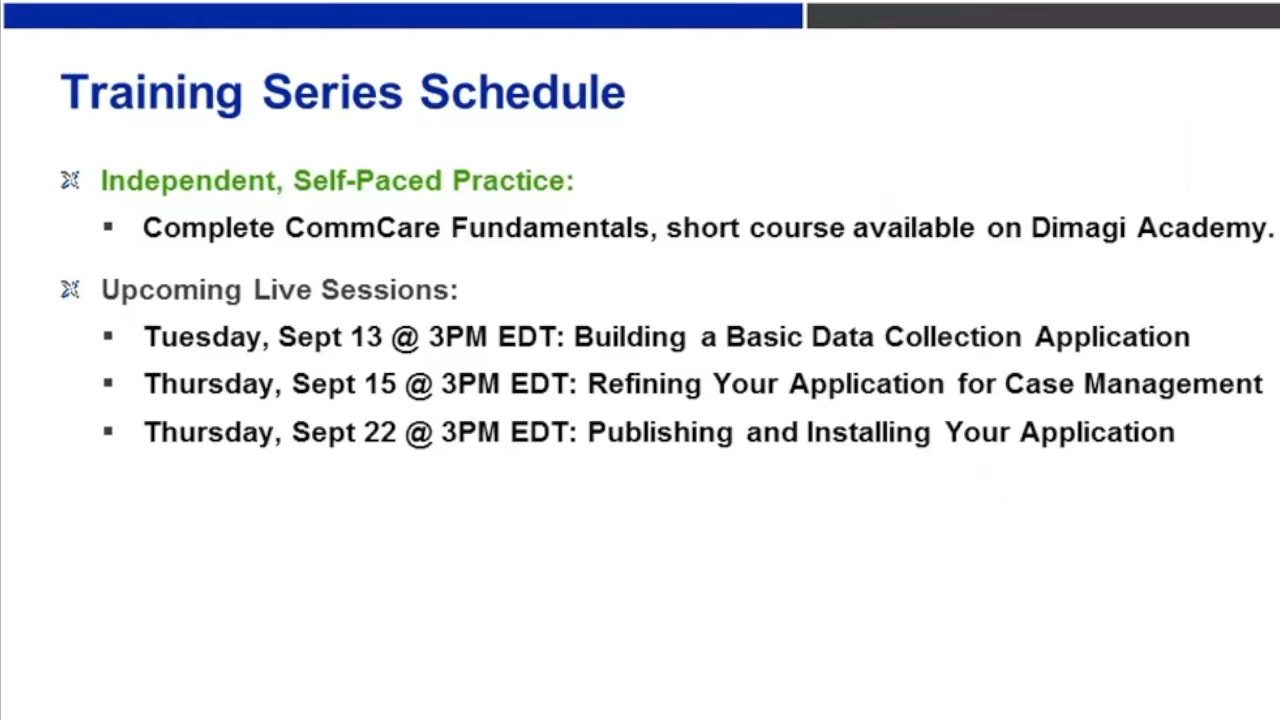 Training Series Schedule
Independent, Self-Paced Practice:
Complete CommCare Fundamentals, short course available on Dimagi Academy.
Upcoming Live Sessions:
Tuesday, Sept 13 @ 3PM EDT: Building a Basic Data Collection Application
Thursday, Sept 15 @ 3PM EDT: Refining Your Application for Case Management
Thursday, Sept 22 @ 3PM EDT: Publishing and Installing Your Application